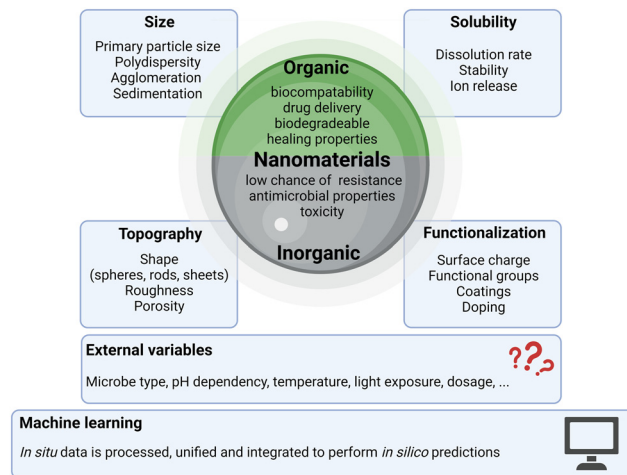 Size
Primary particle size
Polydispersity
Agglomeration
Sedimentation
Solubility
Dissolution rate
Stability
Ion release
Organic
biocompatability
drug delivery
biodegradeable
healing properties
Nanomaterials
low chance of resistance
antimicrobial properties
toxicity
Inorganic
Topography
Shape
(spheres, rods, sheets)
Roughness
Porosity
Functionalization
Surface charge
Functional groups
Coatings
Doping
External variables
???
Microbe type, pH dependency, temperature, light exposure, dosage, ...
Machine learning
In situ data is processed, unified and integrated to perform in silico predictions